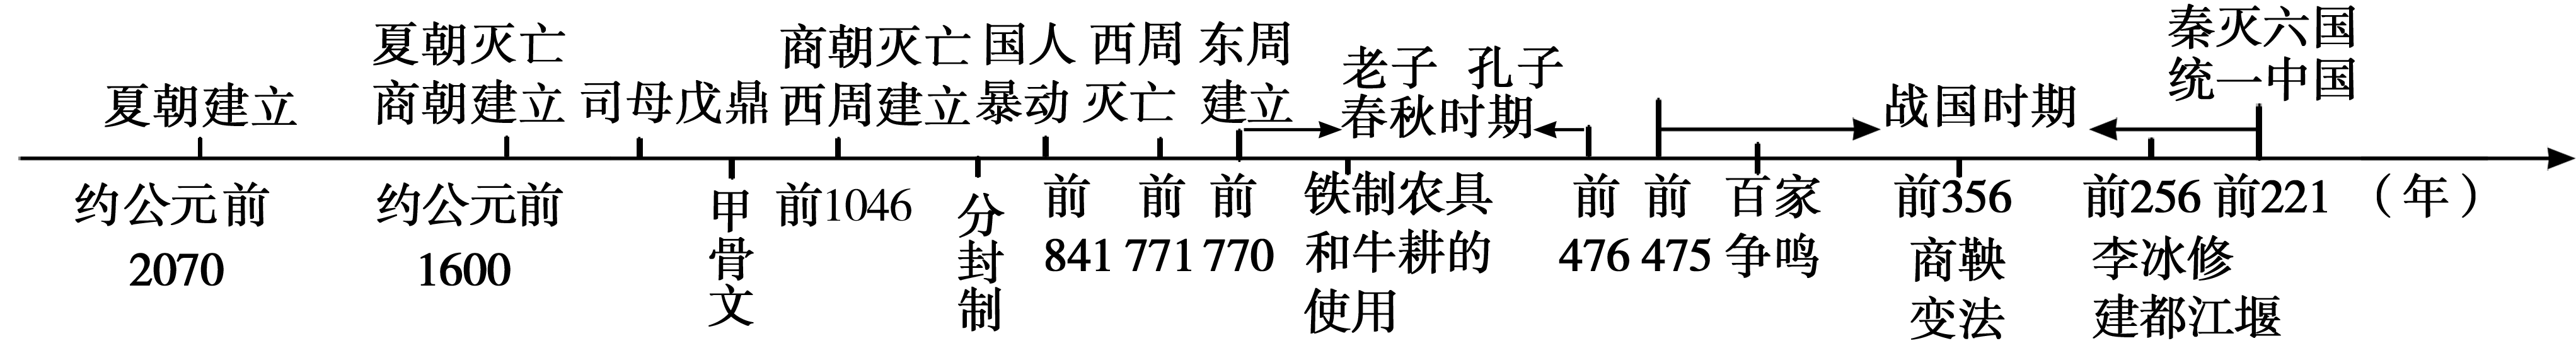 夏朝建立
夏朝灭亡
商朝建立
司母戊鼎
商朝灭亡
西周建立
国人
暴动
西周
灭亡
东周
建立
老子 孔子
春秋时期
战国时期
秦灭六国
统一中国
约公元前
2070
约公元前
1600
甲骨文
前1046
分封制
前
841
前
771
前
770
铁制农具
和牛耕的
使用
前
476
前
475
百家
争鸣
前356
商鞅
变法
前256
李冰修
建都江堰
前221
（年）